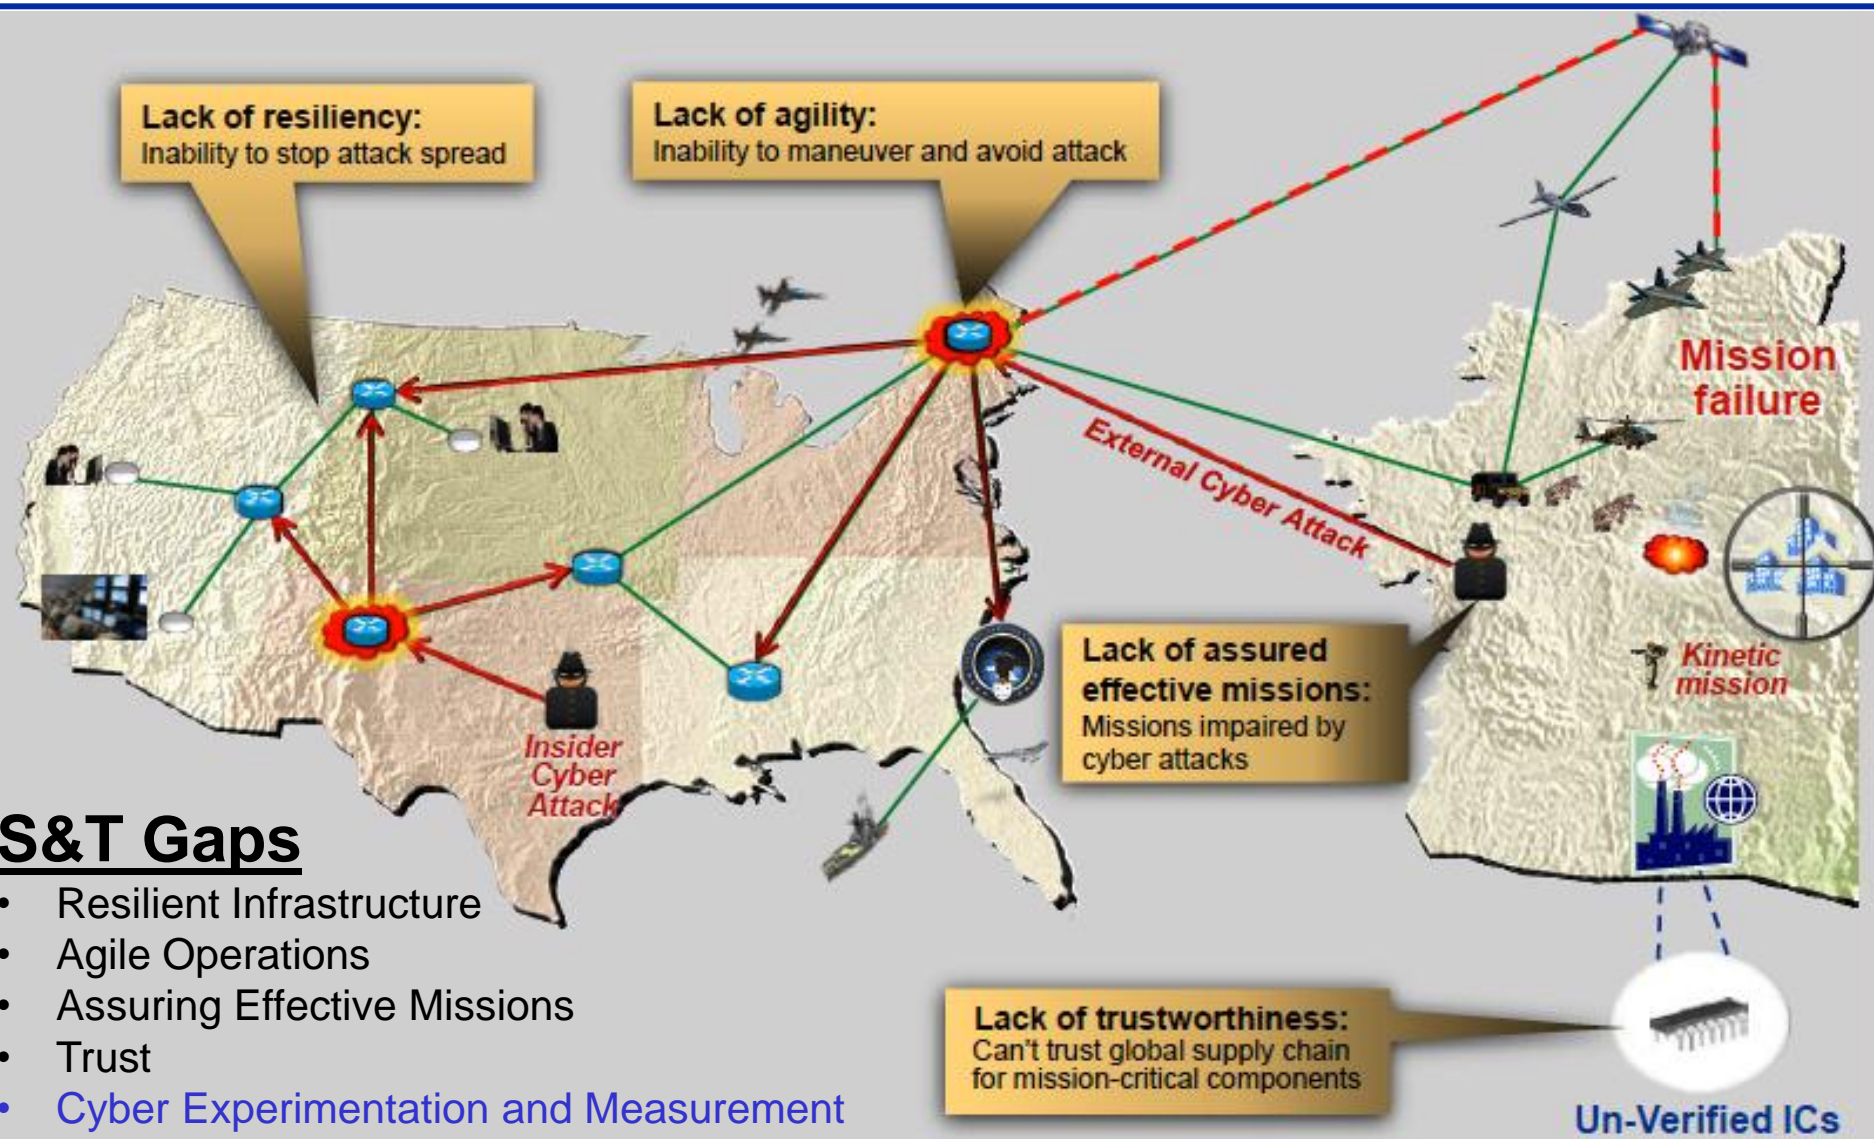 Lack of resiliency:
Inability to stop attack spread
Lack of agility:
Inability to maneuver and avoid attack
Mission
failure
External Cyber Attack
Lack of assured
effective missions:
Missions impaired by
cyber attacks
Kinetic
mission
Insider
Cyber
Attack
S&T Gaps
• Resilient Infrastructure
• Agile Operations
• Assuring Effective Missions
• Trust
• Cyber Experimentation and Measurement
Lack of trustworthiness:
Can't trust global supply chain
for mission-critical components
Un-Verified ICs